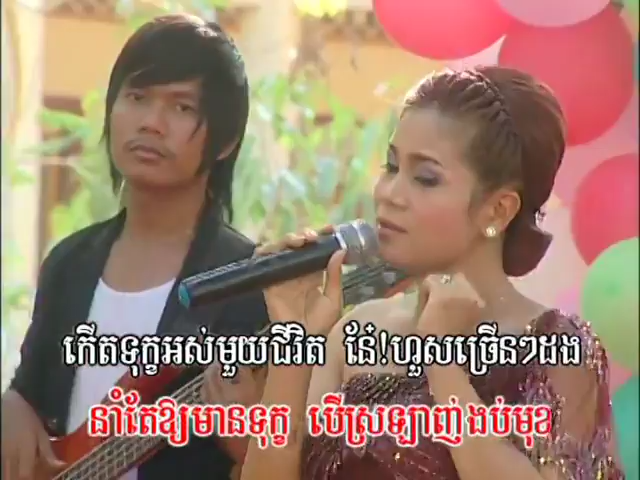 កើតទុក្ខអស់មួយជីវិត នែ៎!ហួសច្រើនៗដង
នាំតែឱ្យមានទុក្ខ បើស្រឡាញ់ងប់មុខ